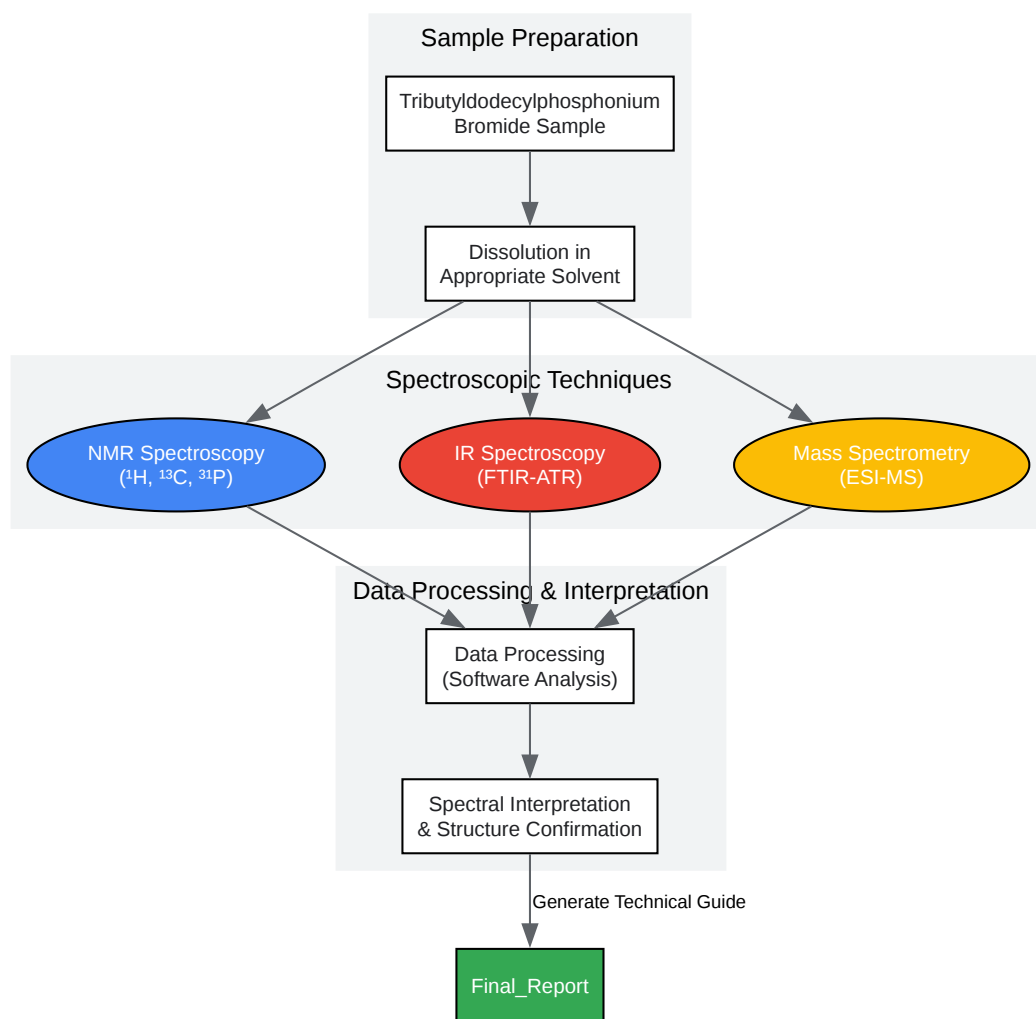 Sample Preparation
Tributyldodecylphosphonium
Bromide Sample
Dissolution in
Appropriate Solvent
Spectroscopic Techniques
NMR Spectroscopy
(¹H, ¹³C, ³¹P)
IR Spectroscopy
(FTIR-ATR)
Mass Spectrometry
(ESI-MS)
Data Processing & Interpretation
Data Processing
(Software Analysis)
Spectral Interpretation
& Structure Confirmation
Generate Technical Guide
Final_Report